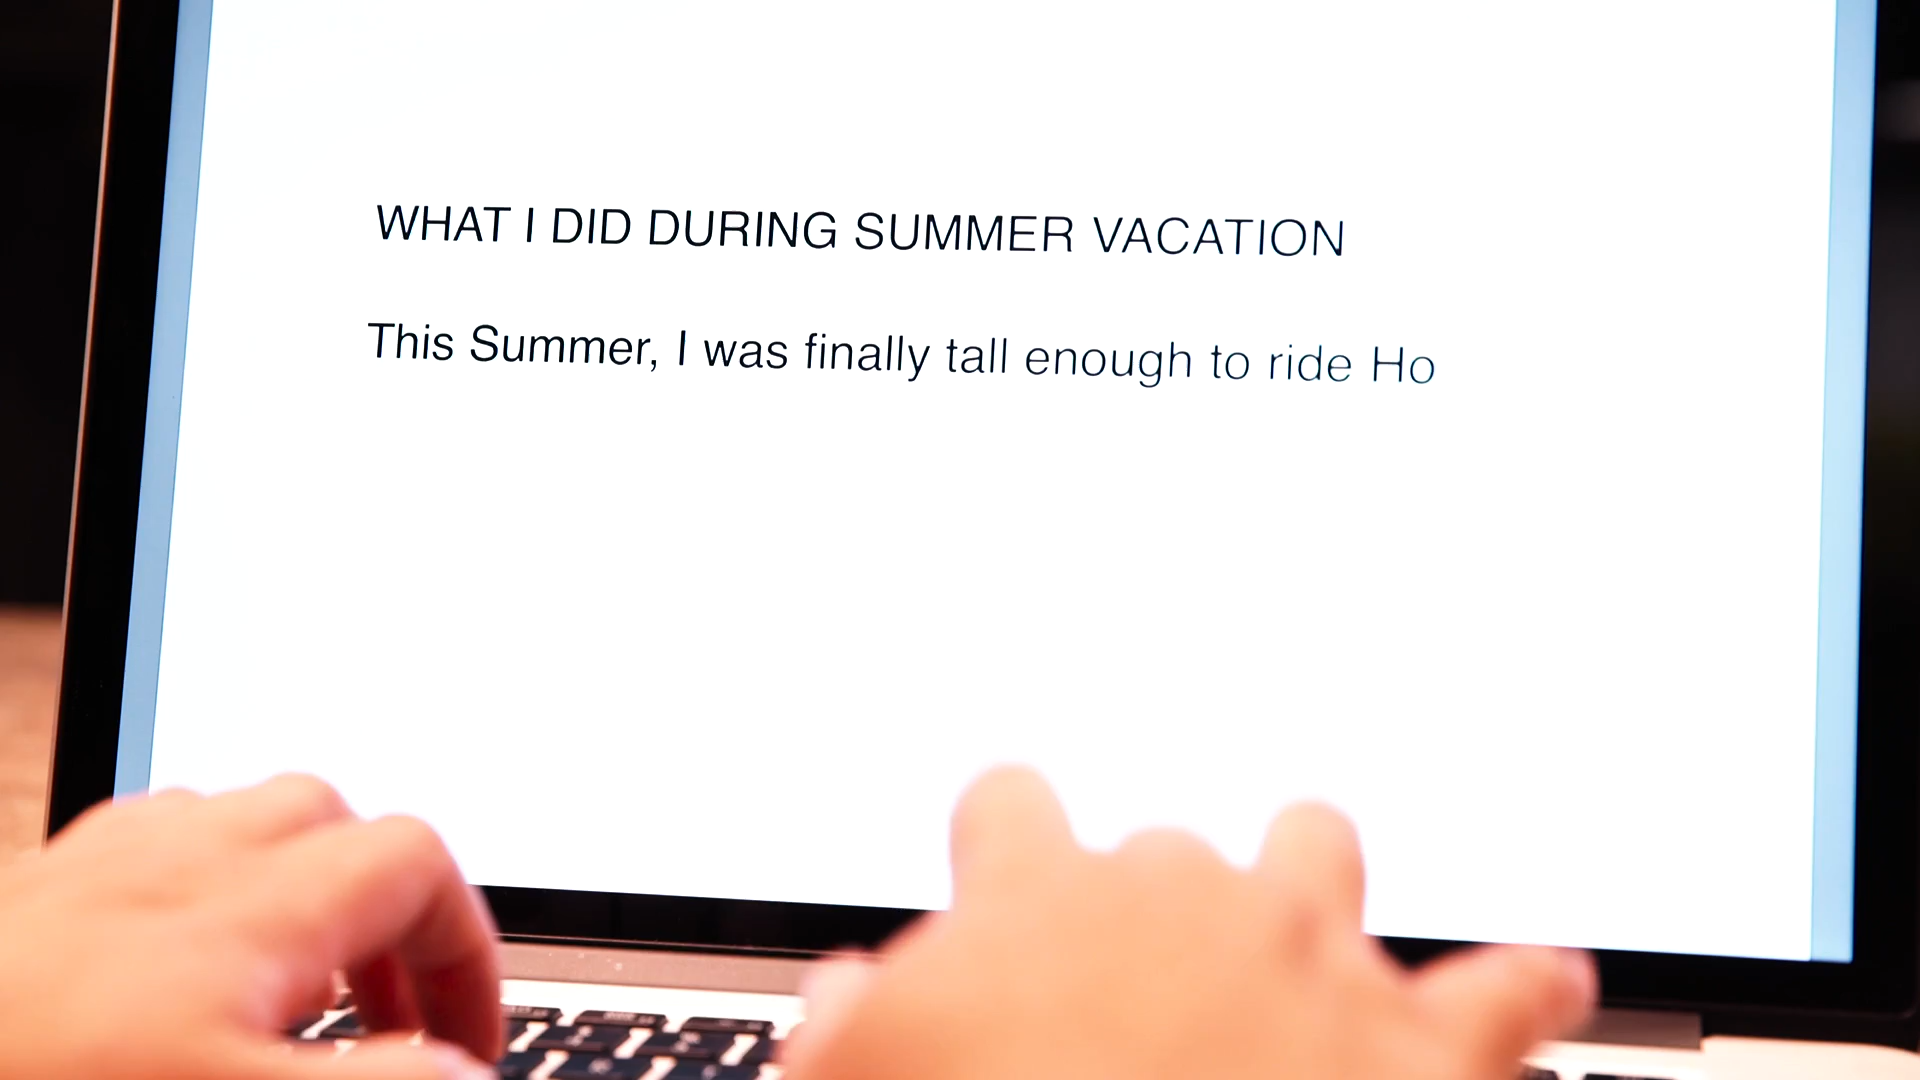 WHAT I DID DURING SUMMER VACATION
This Summer, I was finally tall enough to ride Ho